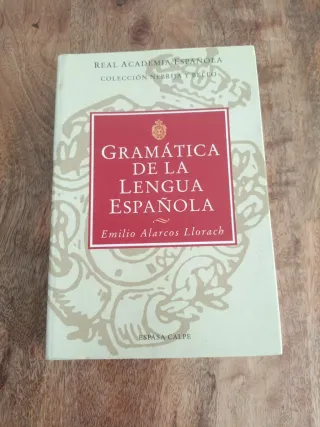 REAL ACADEMIA ESPAÑOLA
COLECCIÓN NEBRIJA Y BELLO
GRAMÁTICA
DE LA
LENGUA
ESPAÑOLA
Emilio Alarcos Llorach
ESPASA CALPE